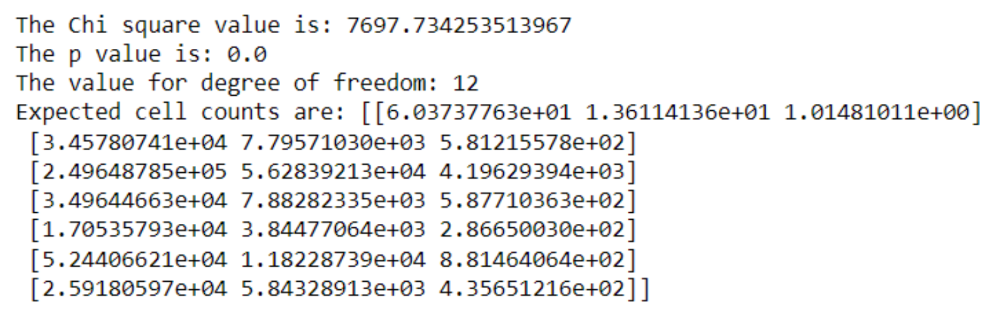 The Chi square value is: 7697.734253513967
The p value is: 0.0
The value for degree of freedom: 12
Expected cell counts are: [[6.03737763e+01 1.36114136e+01 1.01481011e+00]
[3.45780741e+04 7.79571030e+03 5.81215578e+02]
[2.49648785e+05 5.62839213e+04 4.19629394e+03]
[3.49644663e+04 7.88282335e+03 5.87710363e+02]
[1.70535793e+04 3.84477064e+03 2.86650030e+02]
[5.24406621e+04 1.18228739e+04 8.81464064e+02]
[2.59180597e+04 5.84328913e+03 4.35651216e+02]]